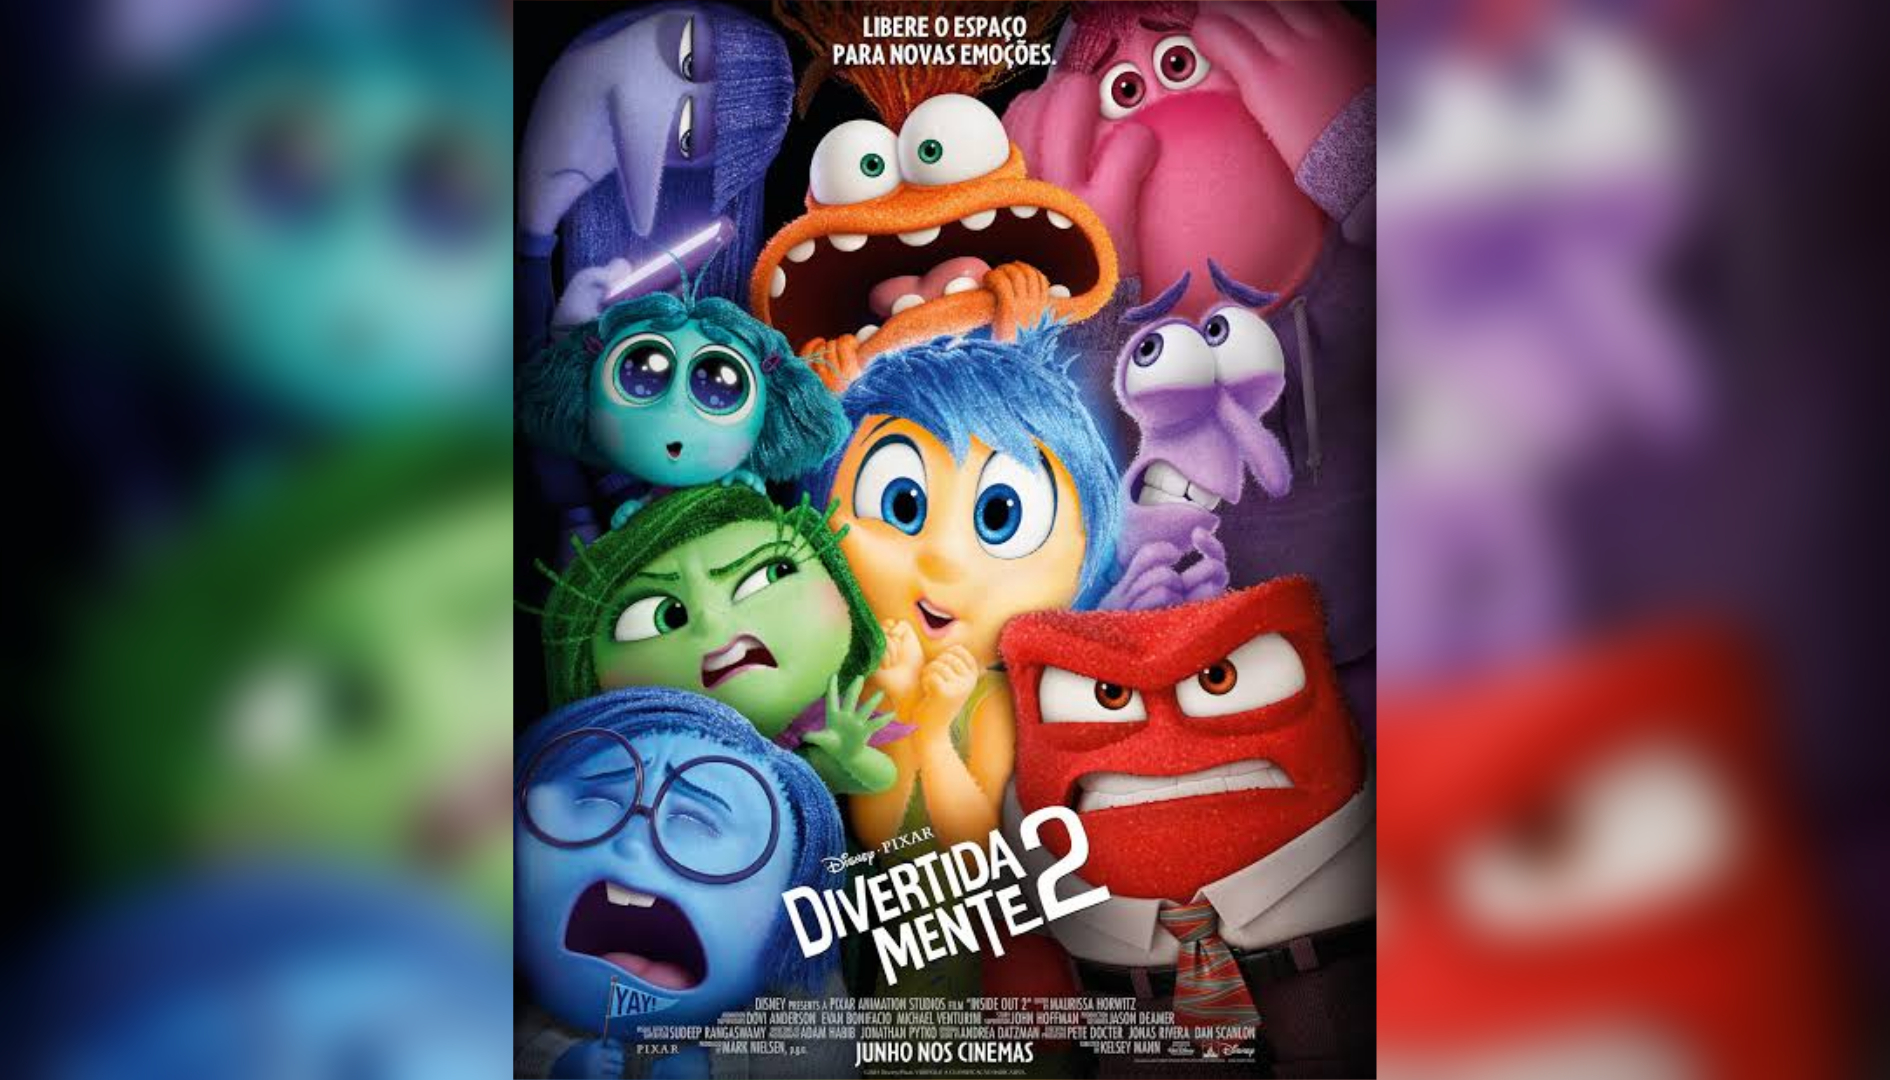 LIBERE O ESPAÇO
PARA NOVAS EMOÇÕES.
Disney · PIXAR
DIVERTIDA
MENTE 2
YAY!
DISNEY PRESENTS A PIXAR ANIMATION STUDIOS FILM "INSIDE OUT 2" MAURISSA HORWITZ
DOVI ANDERSON EVAN BONIFACIO MICHAEL VENTURINI JOHN HOFFMAN JASON DEAMER
SUDEEP RANGASWAMY ADAM HABIB JONATHAN PYTKO ANDREA DATZMAN PETE DOCTER JONAS RIVERA DAN SCANLON
PIXAR MARK NIELSEN, p.g.a. JUNHO NOS CINEMAS KELSEY MANN Disney